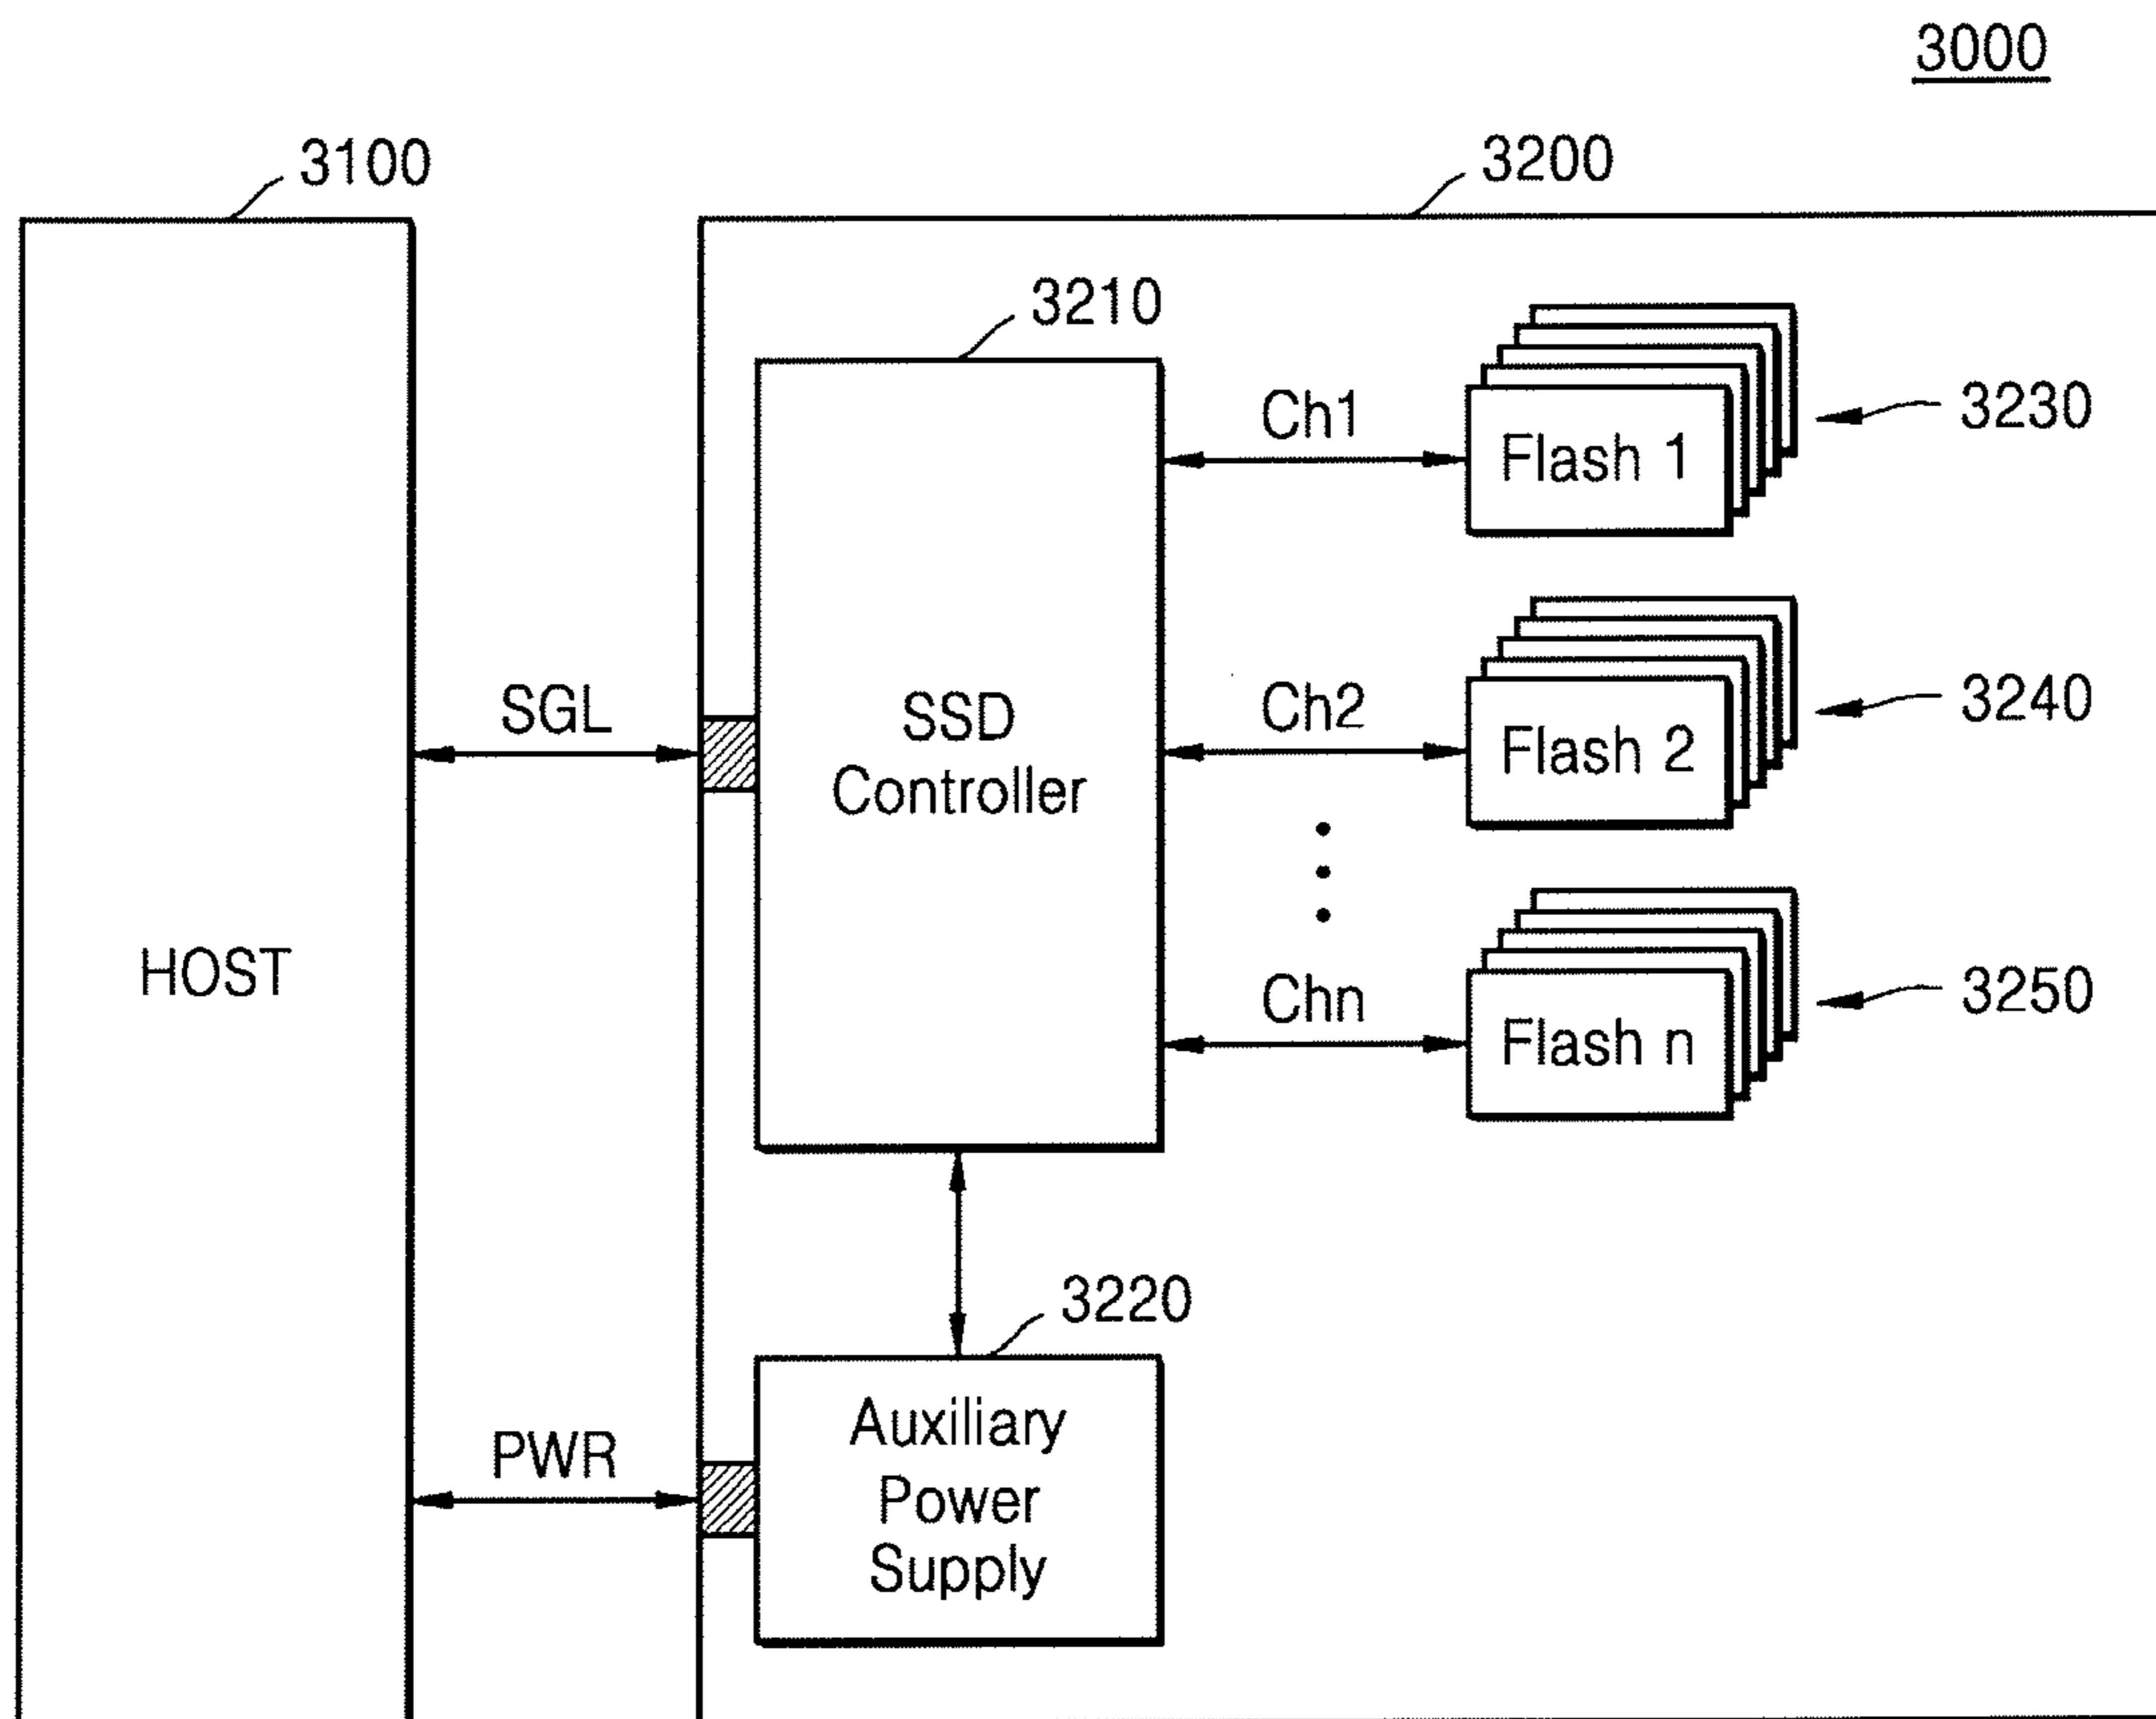 3000
3100
3200
3210
Ch1
Flash 1
3230
SGL
SSD
Controller
Ch2
Flash 2
3240
HOST
Chn
Flash n
3250
3220
PWR
Auxiliary
Power
Supply